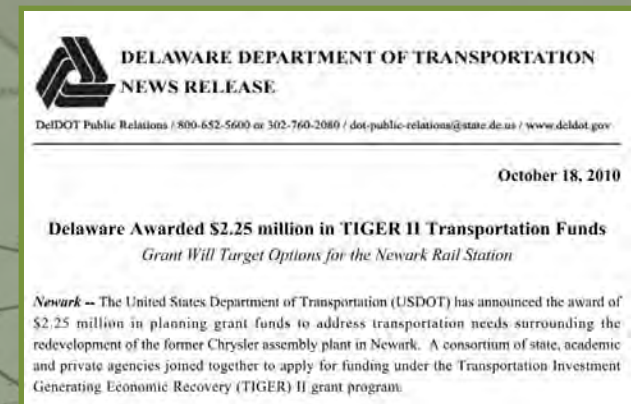 DELAWARE DEPARTMENT OF TRANSPORTATION
NEWS RELEASE
DelDOT Public Relations / 800-652-5600 or 302-760-2080 / dot-public-relations@state.de.us / www.deldot.gov
October 18, 2010
Delaware Awarded $2.25 million in TIGER II Transportation Funds
Grant Will Target Options for the Newark Rail Station
Newark -- The United States Department of Transportation (USDOT) has announced the award of
$2.25 million in planning grant funds to address transportation needs surrounding the
redevelopment of the former Chrysler assembly plant in Newark. A consortium of state, academic
and private agencies joined together to apply for funding under the Transportation Investment
Generating Economic Recovery (TIGER) II grant program.